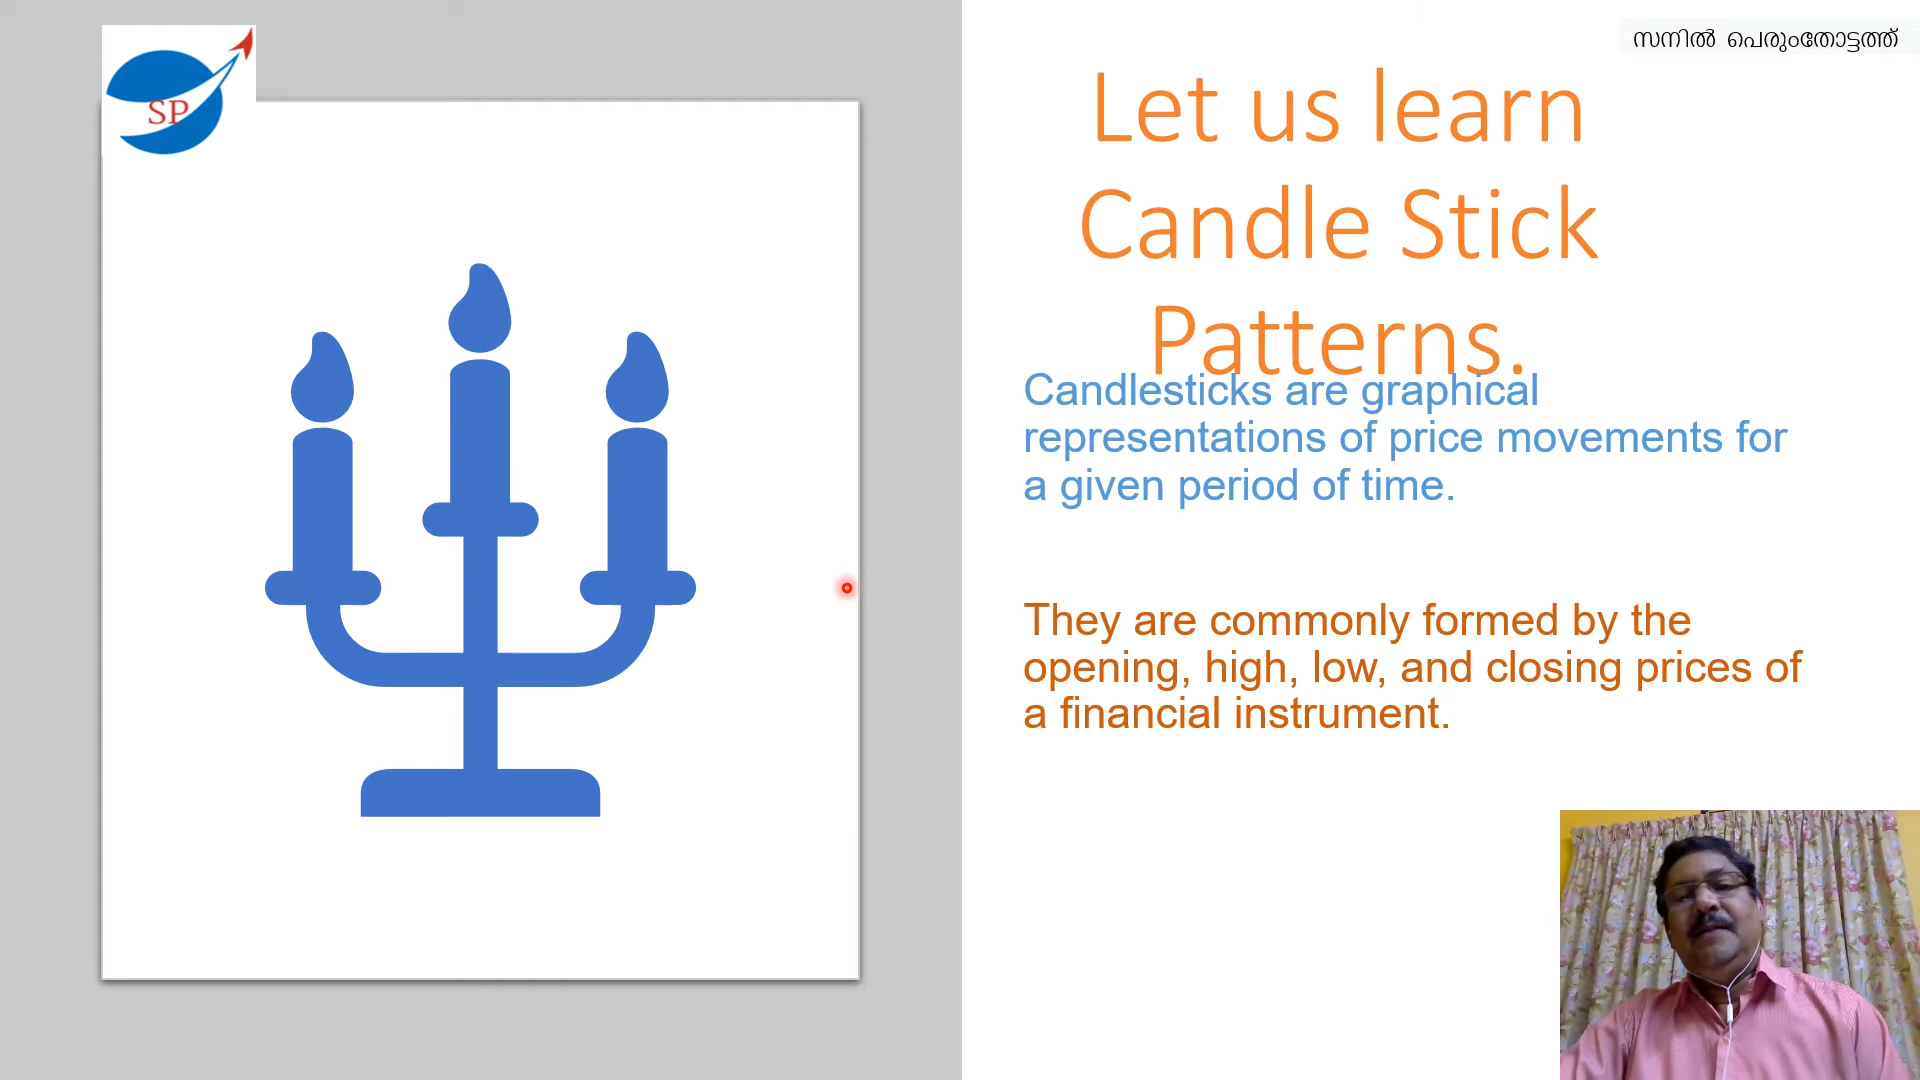 SP
സനിൽ പെരുംതോട്ടത്ത്
Let us learn
Candle Stick
Patterns.
Candlesticks are graphical
representations of price movements for
a given period of time.
They are commonly formed by the
opening, high, low, and closing prices of
a financial instrument.